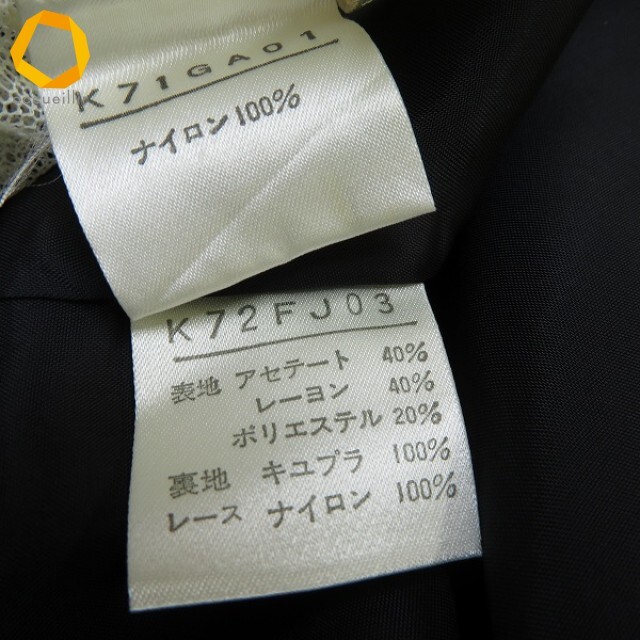 K71GA01
ナイロン100%
K72FJ03
表地 アセテート 40%
レーヨン 40%
ポリエステル 20%
裏地 キユプラ 100%
レース ナイロン 100%